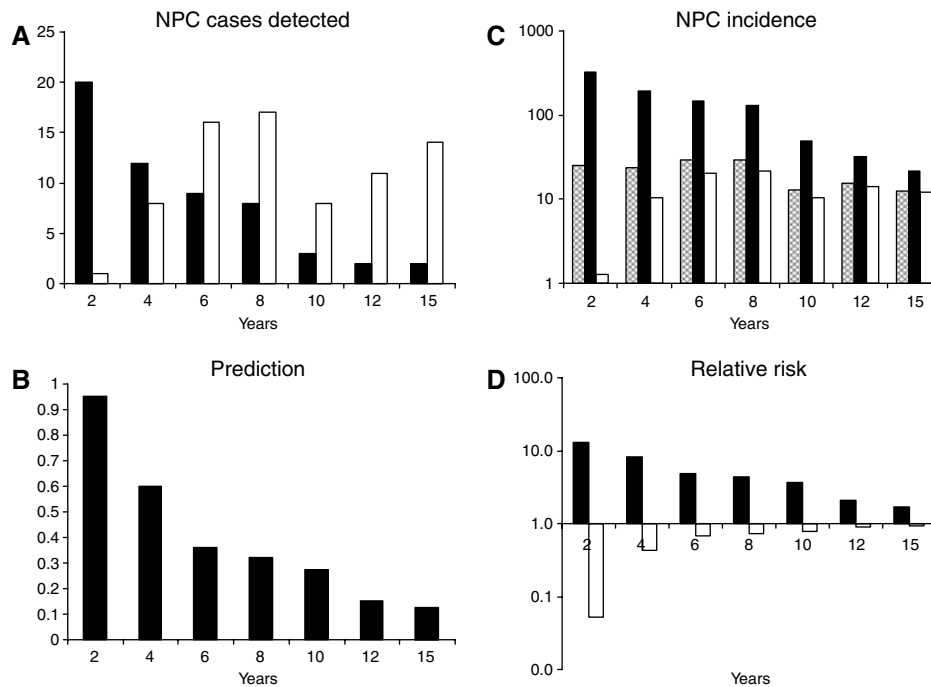 A
NPC cases detected
25
20
15
10
5
0
2 4 6 8 10 12 15
Years
B
Prediction
1
0.9
0.8
0.7
0.6
0.5
0.4
0.3
0.2
0.1
0
2 4 6 8 10 12 15
Years
C
NPC incidence
1000
100
10
1
2 4 6 8 10 12 15
Years
D
Relative risk
100.0
10.0
1.0
0.1
0.0
2 4 6 8 10 12 15
Years